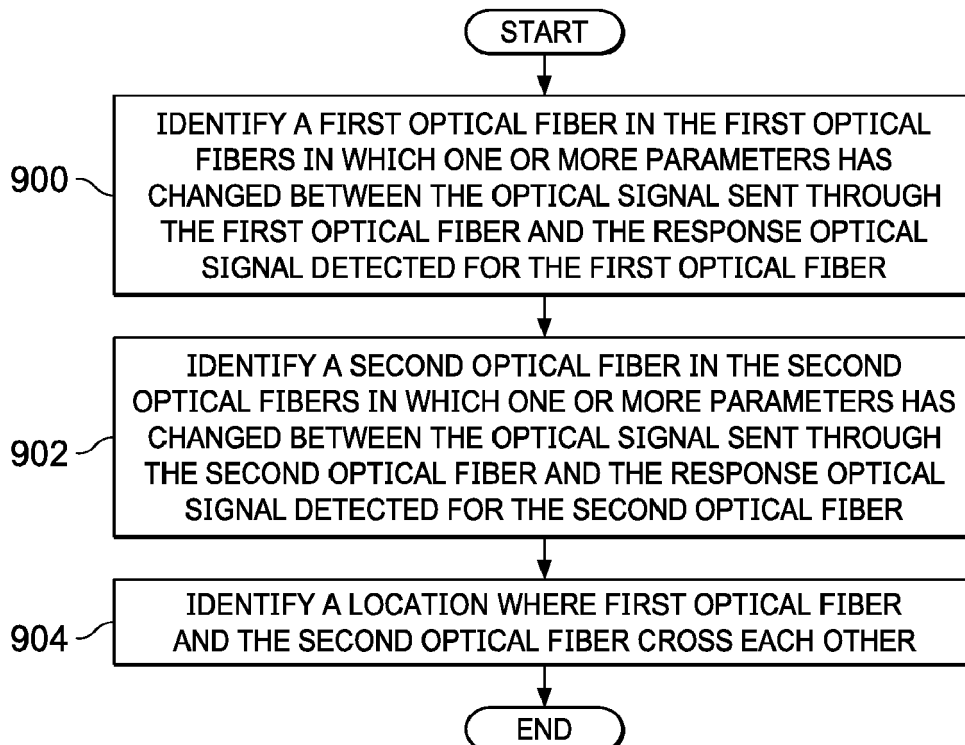 START
900
IDENTIFY A FIRST OPTICAL FIBER IN THE FIRST OPTICAL
FIBERS IN WHICH ONE OR MORE PARAMETERS HAS
CHANGED BETWEEN THE OPTICAL SIGNAL SENT THROUGH
THE FIRST OPTICAL FIBER AND THE RESPONSE OPTICAL
SIGNAL DETECTED FOR THE FIRST OPTICAL FIBER
902
IDENTIFY A SECOND OPTICAL FIBER IN THE SECOND
OPTICAL FIBERS IN WHICH ONE OR MORE PARAMETERS HAS
CHANGED BETWEEN THE OPTICAL SIGNAL SENT THROUGH
THE SECOND OPTICAL FIBER AND THE RESPONSE OPTICAL
SIGNAL DETECTED FOR THE SECOND OPTICAL FIBER
904
IDENTIFY A LOCATION WHERE FIRST OPTICAL FIBER
AND THE SECOND OPTICAL FIBER CROSS EACH OTHER
END